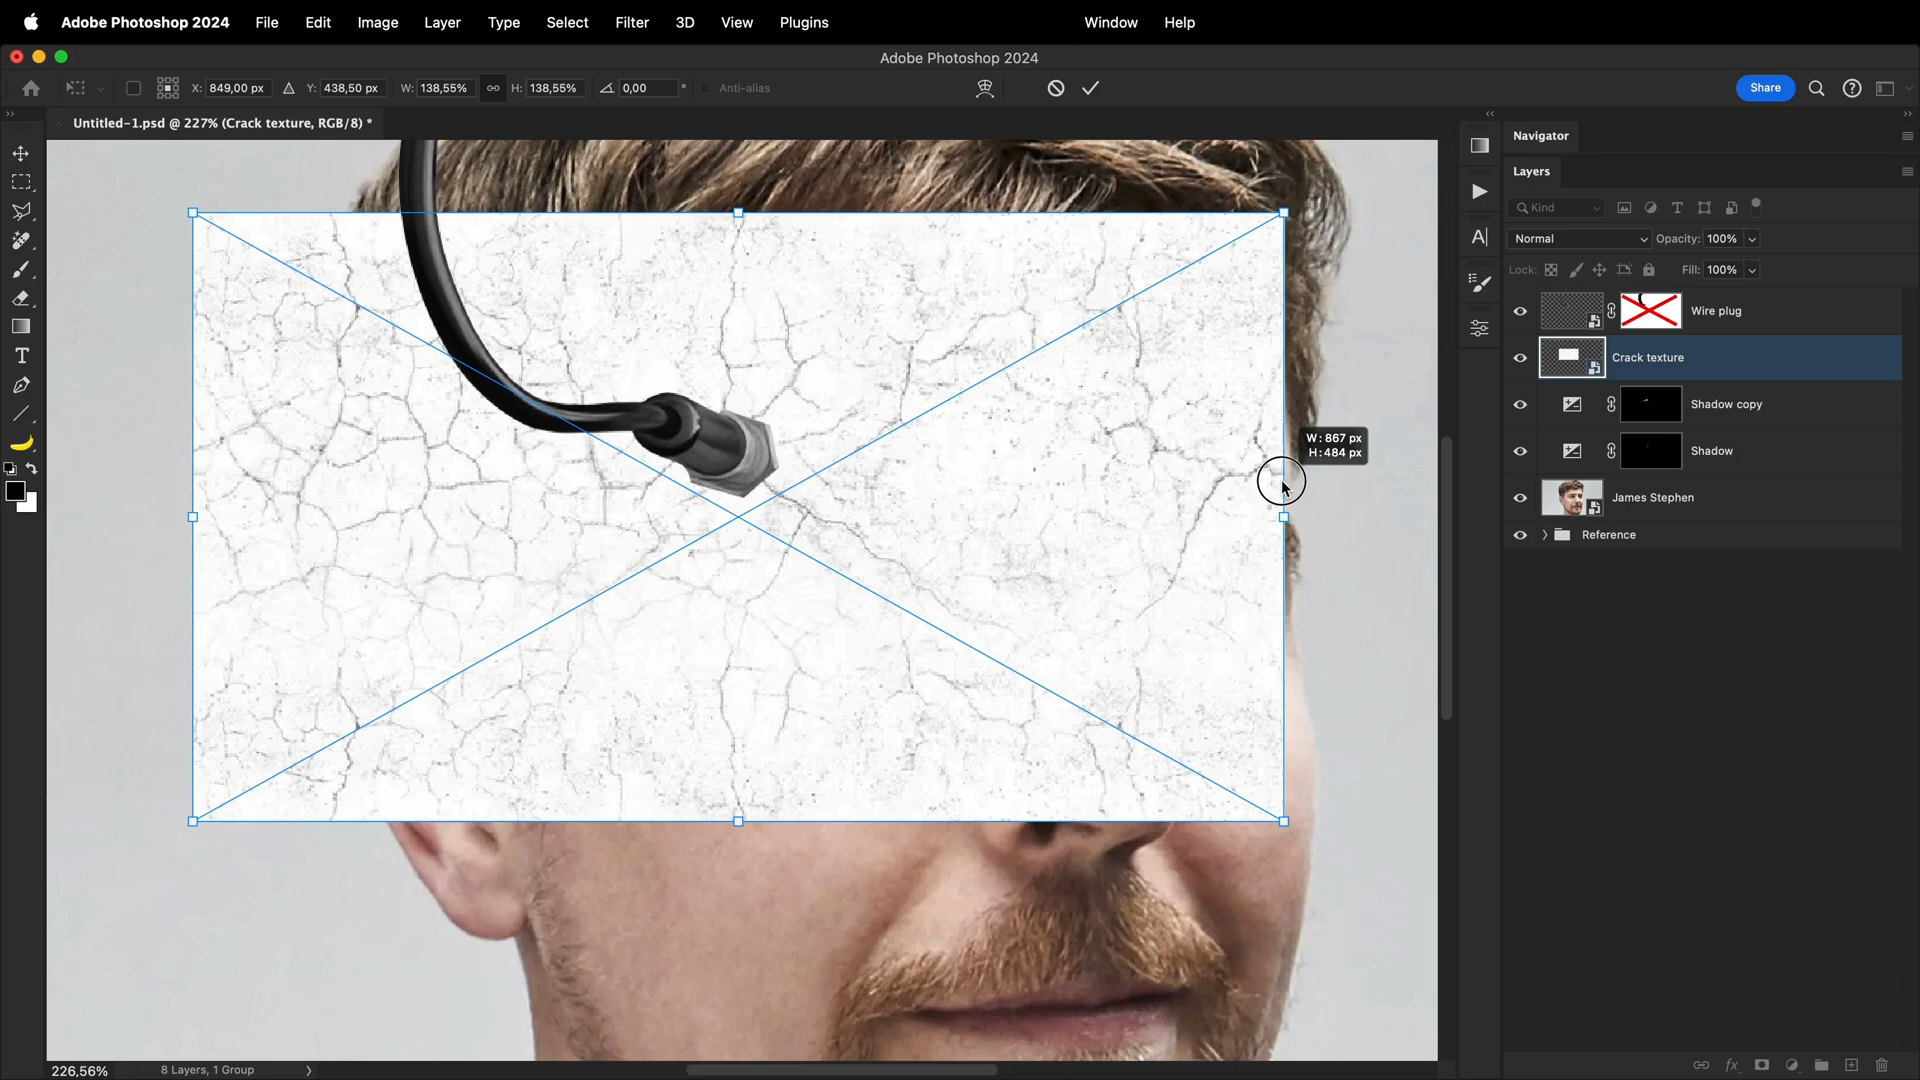 Adobe Photoshop 2024 File Edit Image Layer Type Select Filter 3D View Plugins Window Help
Adobe Photoshop 2024
X: 849,00 px Y: 438,50 px W: 138,55% H: 138,55% 0,00 ° Anti-alias Share
Untitled-1.psd @ 227% (Crack texture, RGB/8) *
Navigator
Layers
Kind
Normal Opacity: 100%
Lock: Fill: 100%
Wire plug
Crack texture
Shadow copy
W: 867 px
H: 484 px
Shadow
James Stephen
Reference
226,56% 8 Layers, 1 Group